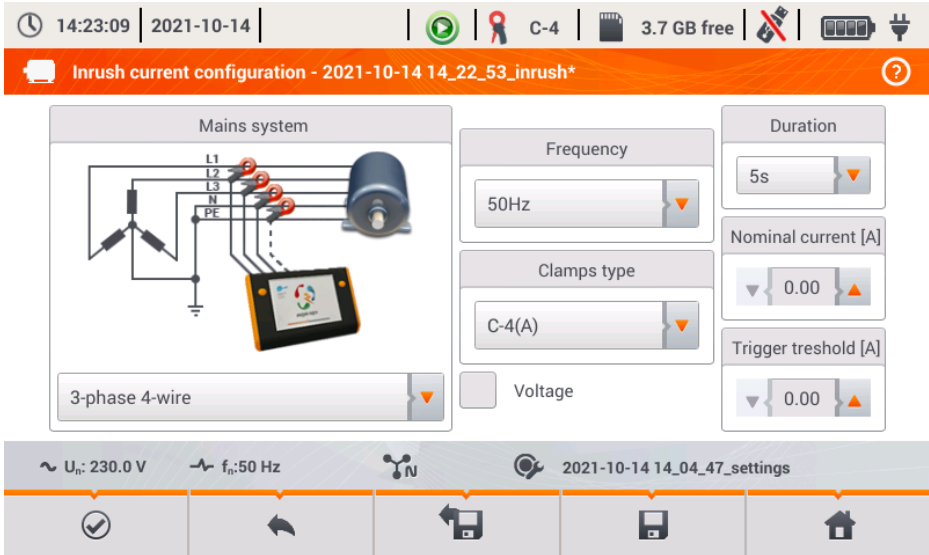 14:23:09 2021-10-14 C-4 3.7 GB free
Inrush current configuration - 2021-10-14 14_22_53_inrush*
?
Mains system
L1
L2
L3
N
PE
3-phase 4-wire
Frequency
50Hz
Clamps type
C-4(A)
Voltage
Duration
5s
Nominal current [A]
0.00
Trigger treshold [A]
0.00
Un: 230.0 V fn:50 Hz N 2021-10-14 14_04_47_settings